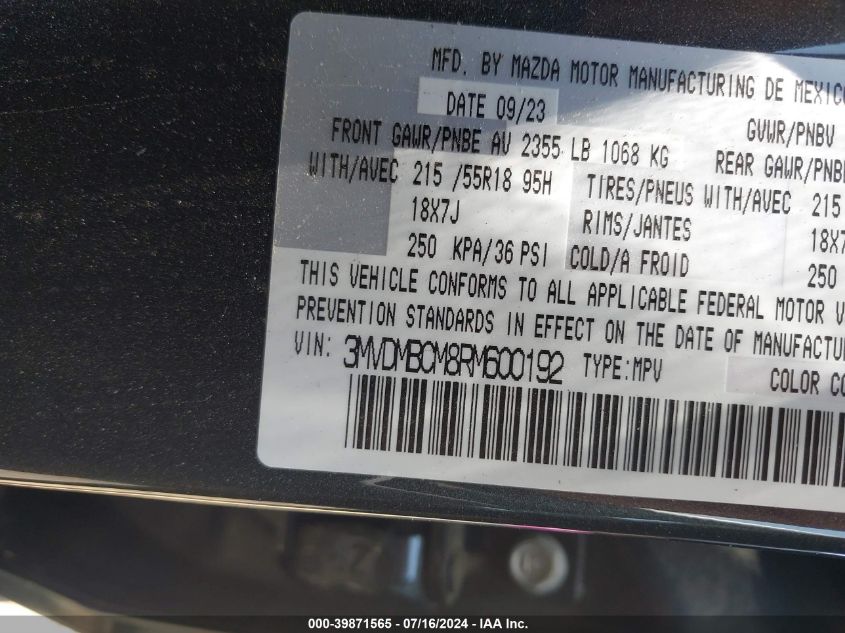 MFD. BY MAZDA MOTOR MANUFACTURING DE MEXICO
DATE 09/23 GVWR/PNBV
FRONT GAWR/PNBE AV 2355 LB 1068 KG REAR GAWR/PNBE
WITH/AVEC 215 /55R18 95H TIRES/PNEUS WITH/AVEC 215
18X7J RIMS/JANTES 18X7
250 KPA/36 PSI COLD/A FROID 250
THIS VEHICLE CONFORMS TO ALL APPLICABLE FEDERAL MOTOR V
PREVENTION STANDARDS IN EFFECT ON THE DATE OF MANUFACTU
VIN: 3MVDMBCM8RM600192 TYPE:MPV COLOR CO
000-39871565 - 07/16/2024 - IAA Inc.